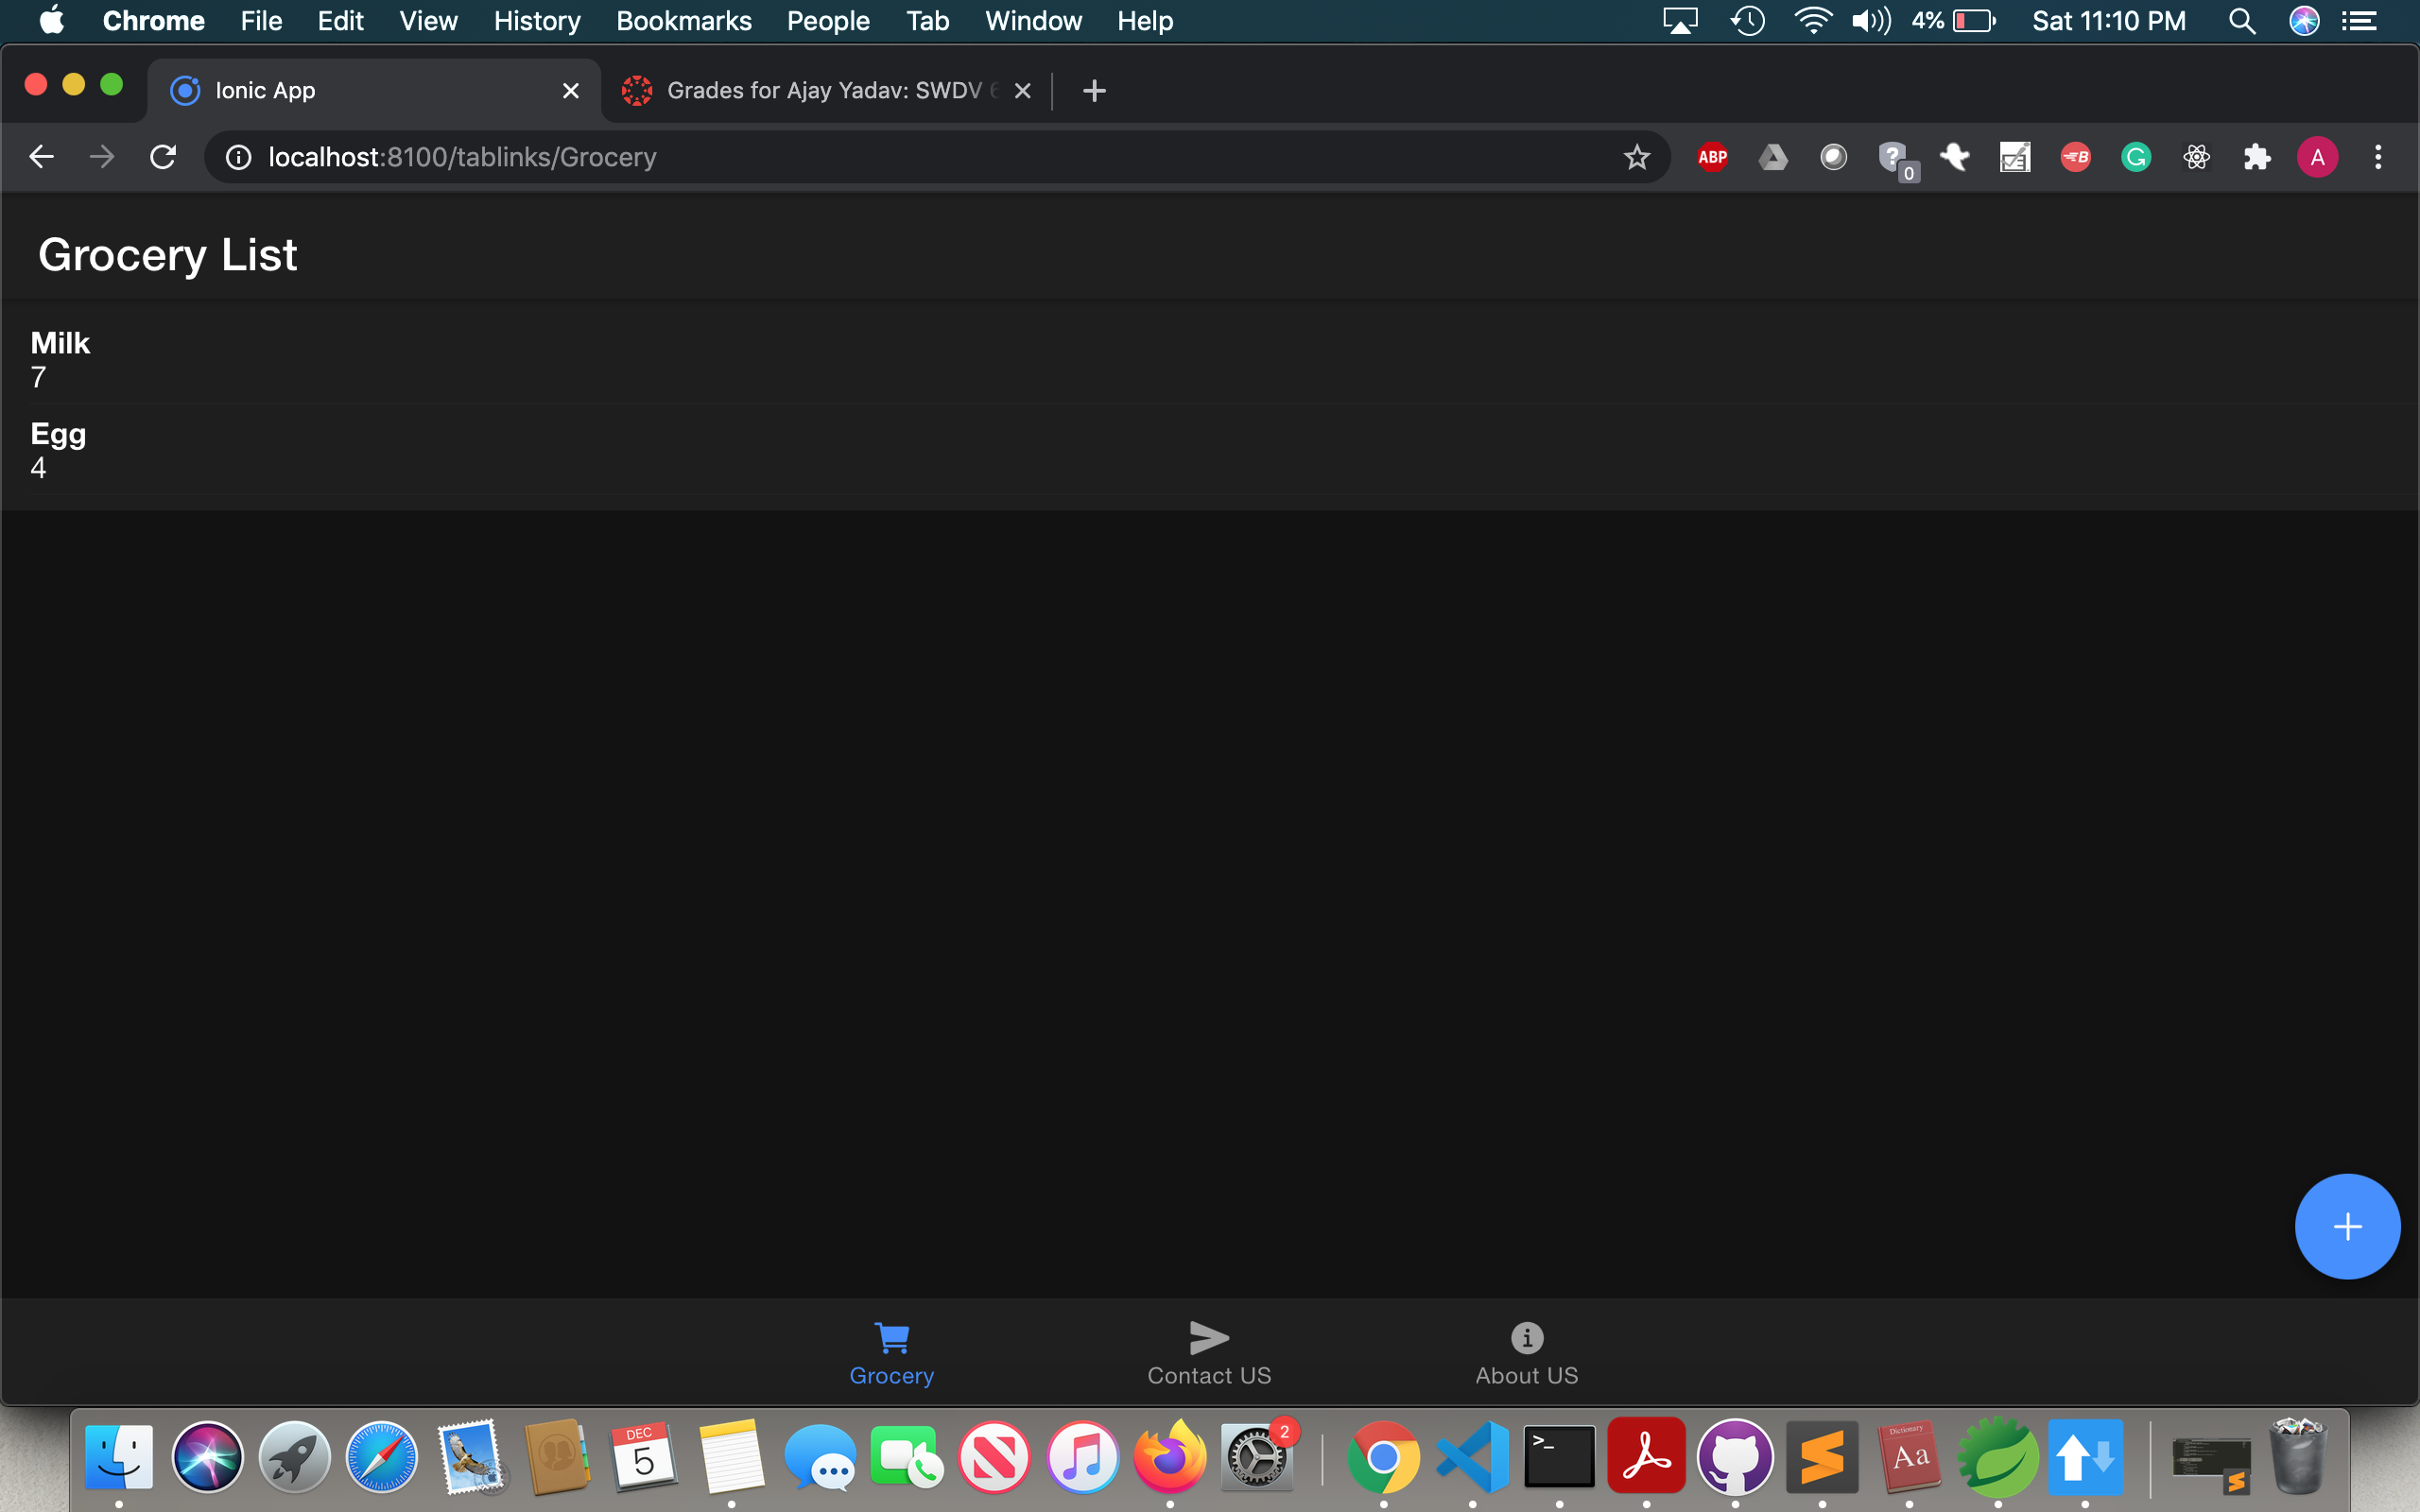 Chrome File Edit View History Bookmarks People Tab Window Help 4% Sat 11:10 PM
Ionic App Grades for Ajay Yadav: SWDV
localhost:8100/tablinks/Grocery ABP 0 A
Grocery List
Milk
7
Egg
4
Grocery Contact US About US
DEC
5
2
>_
Dictionary
Aa